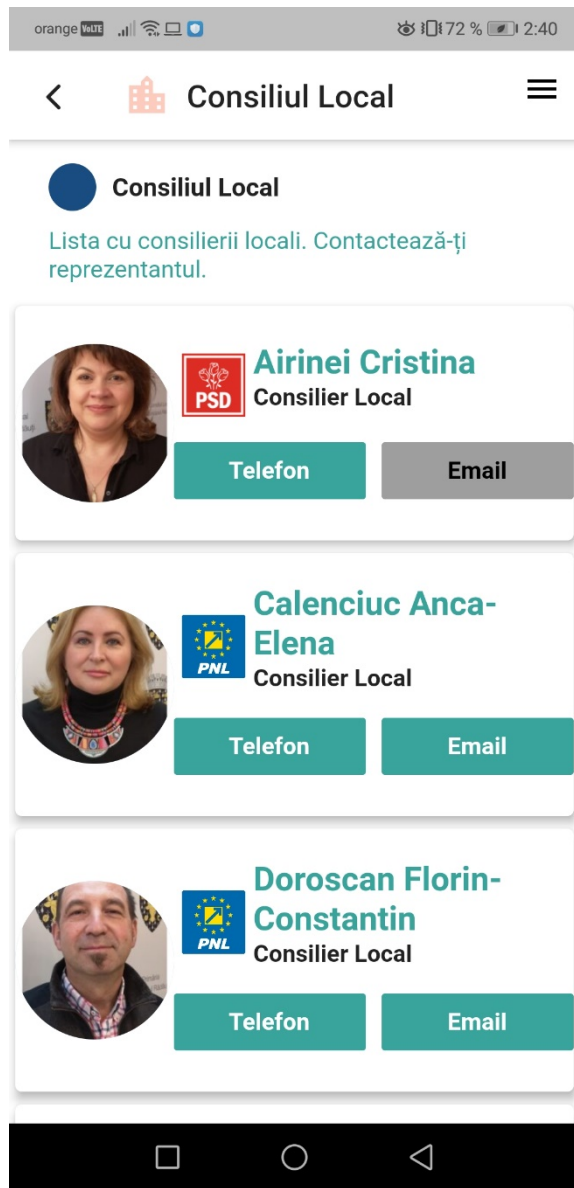 orange VoLTE 72 % 2:40
Consiliul Local
Consiliul Local
Lista cu consilierii locali. Contactează-ți
reprezentantul.
PSD
Airinei Cristina
Consilier Local
Telefon Email
PNL
Calenciuc Anca-
Elena
Consilier Local
Telefon Email
PNL
Doroscan Florin-
Constantin
Consilier Local
Telefon Email